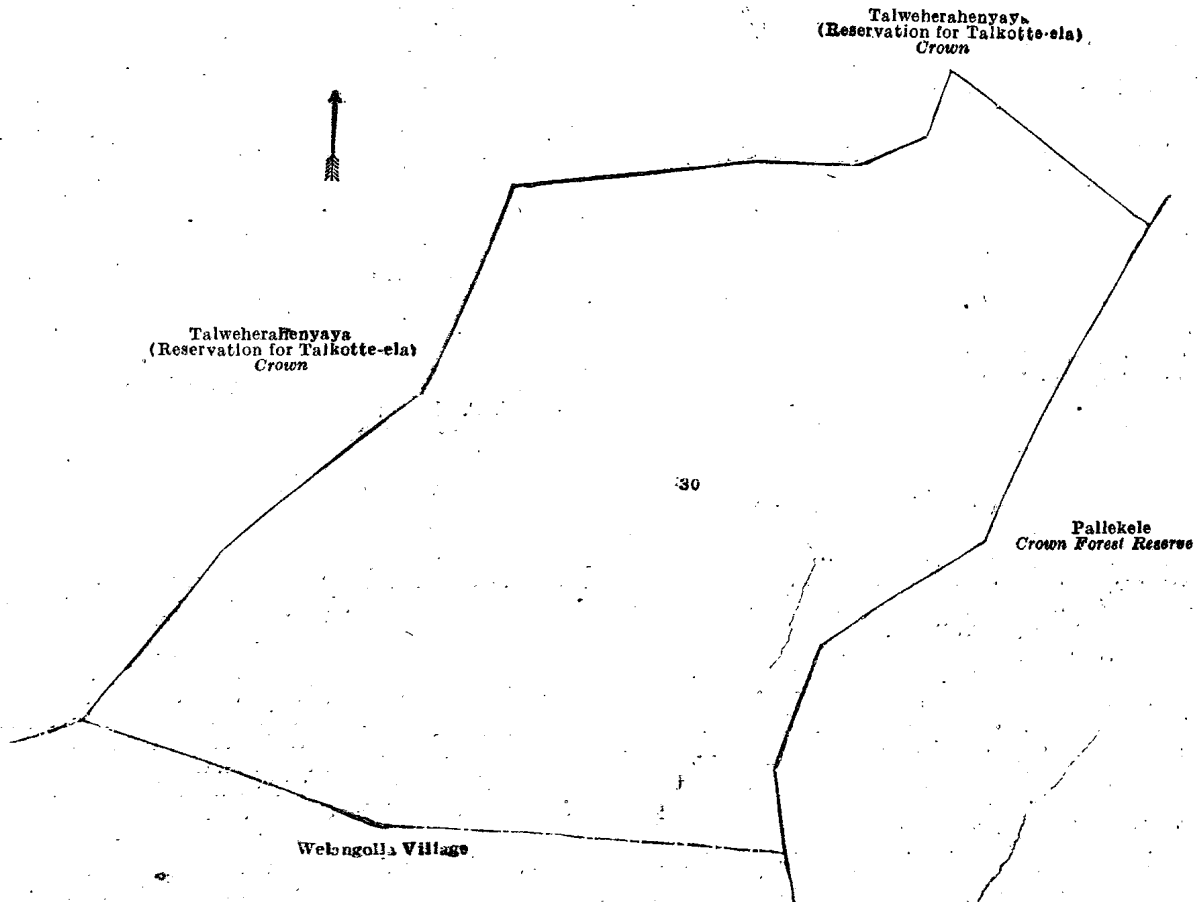 Talweherahenyaya
(Reservation for Talkotte-ela)
Crown
Talweherahenyaya
(Reservation for Talkotte-ela)
Crown
30
Pallekele
Crown Forest Reserve
Welangolla Village